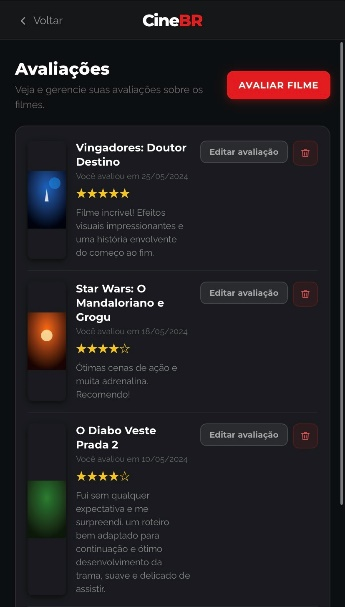 Voltar
CineBR
Avaliações
Veja e gerencie suas avaliações sobre os
filmes.
AVALIAR FILME
Vingadores: Doutor
Destino
Você avaliou em 25/05/2024
★★★★★
Filme incrível! Efeitos
visuais impressionantes e
uma história envolvente
do começo ao fim.
Editar avaliação
Star Wars: O
Mandaloriano e
Grogu
Você avaliou em 18/05/2024
★★★★☆
Ótimas cenas de ação e
muita adrenalina.
Recomendo!
Editar avaliação
O Diabo Veste
Prada 2
Você avaliou em 10/05/2024
★★★★☆
Fui sem qualquer
expectativa e me
surpreendi, um roteiro
bem adaptado para
continuação e ótimo
desenvolvimento da
trama, suave e delicado de
assistir.
Editar avaliação